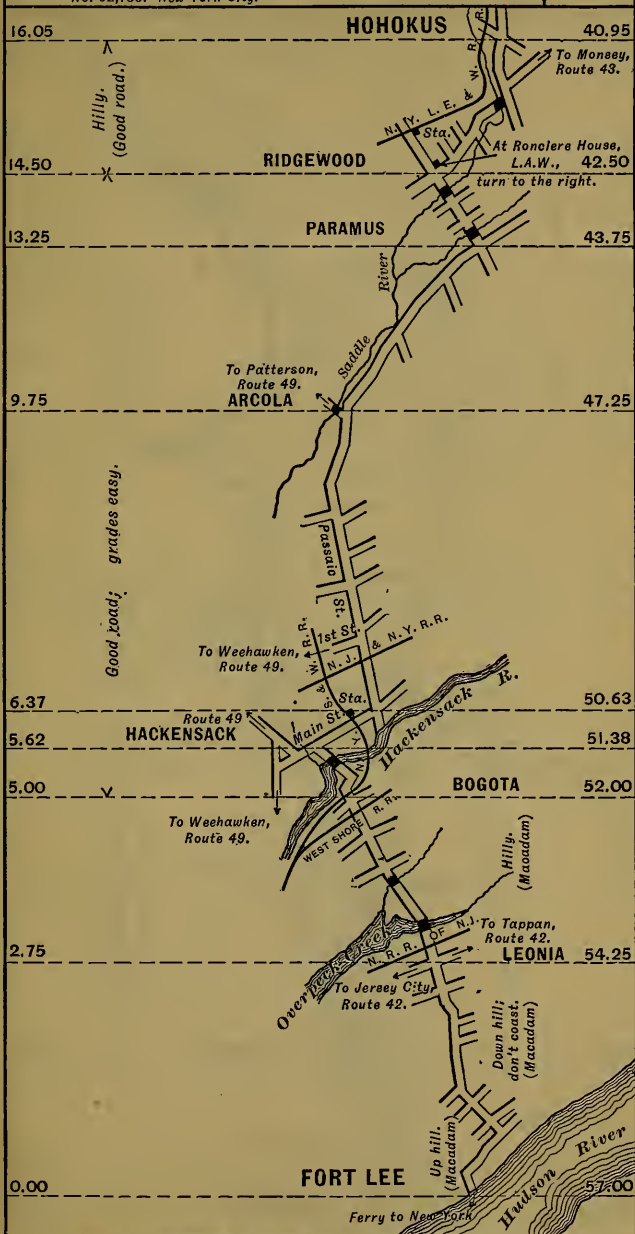 New York City.
16.05 HOHOKUS 40.95
To Monsey,
Route 43.
Hilly.
(Good road.)
N. Y. L. E. & W. R. R.
Sta.
At Ronclere House,
L.A.W.,
turn to the right.
14.50 RIDGEWOOD 42.50
13.25 PARAMUS 43.75
Saddle River
To Patterson,
Route 49.
9.75 ARCOLA 47.25
Good road; grades easy.
Passaic St.
1st St.
N. J. & N. Y. R. R.
N. Y. S. & W. R. R.
To Weehawken,
Route 49.
Sta.
6.37 50.63
Route 49
Main St.
Hackensack R.
HACKENSACK
5.62 51.38
5.00 BOGOTA 52.00
To Weehawken,
Route 49.
WEST SHORE R. R.
Hilly.
(Macadam)
Overpeck Creek
N. R. R. OF N.J.
To Tappan,
Route 42.
2.75 LEONIA 54.25
To Jersey City,
Route 42.
Down hill;
don't coast.
(Macadam)
Up hill.
(Macadam)
Hudson River
0.00 FORT LEE 57.00
Ferry to New York